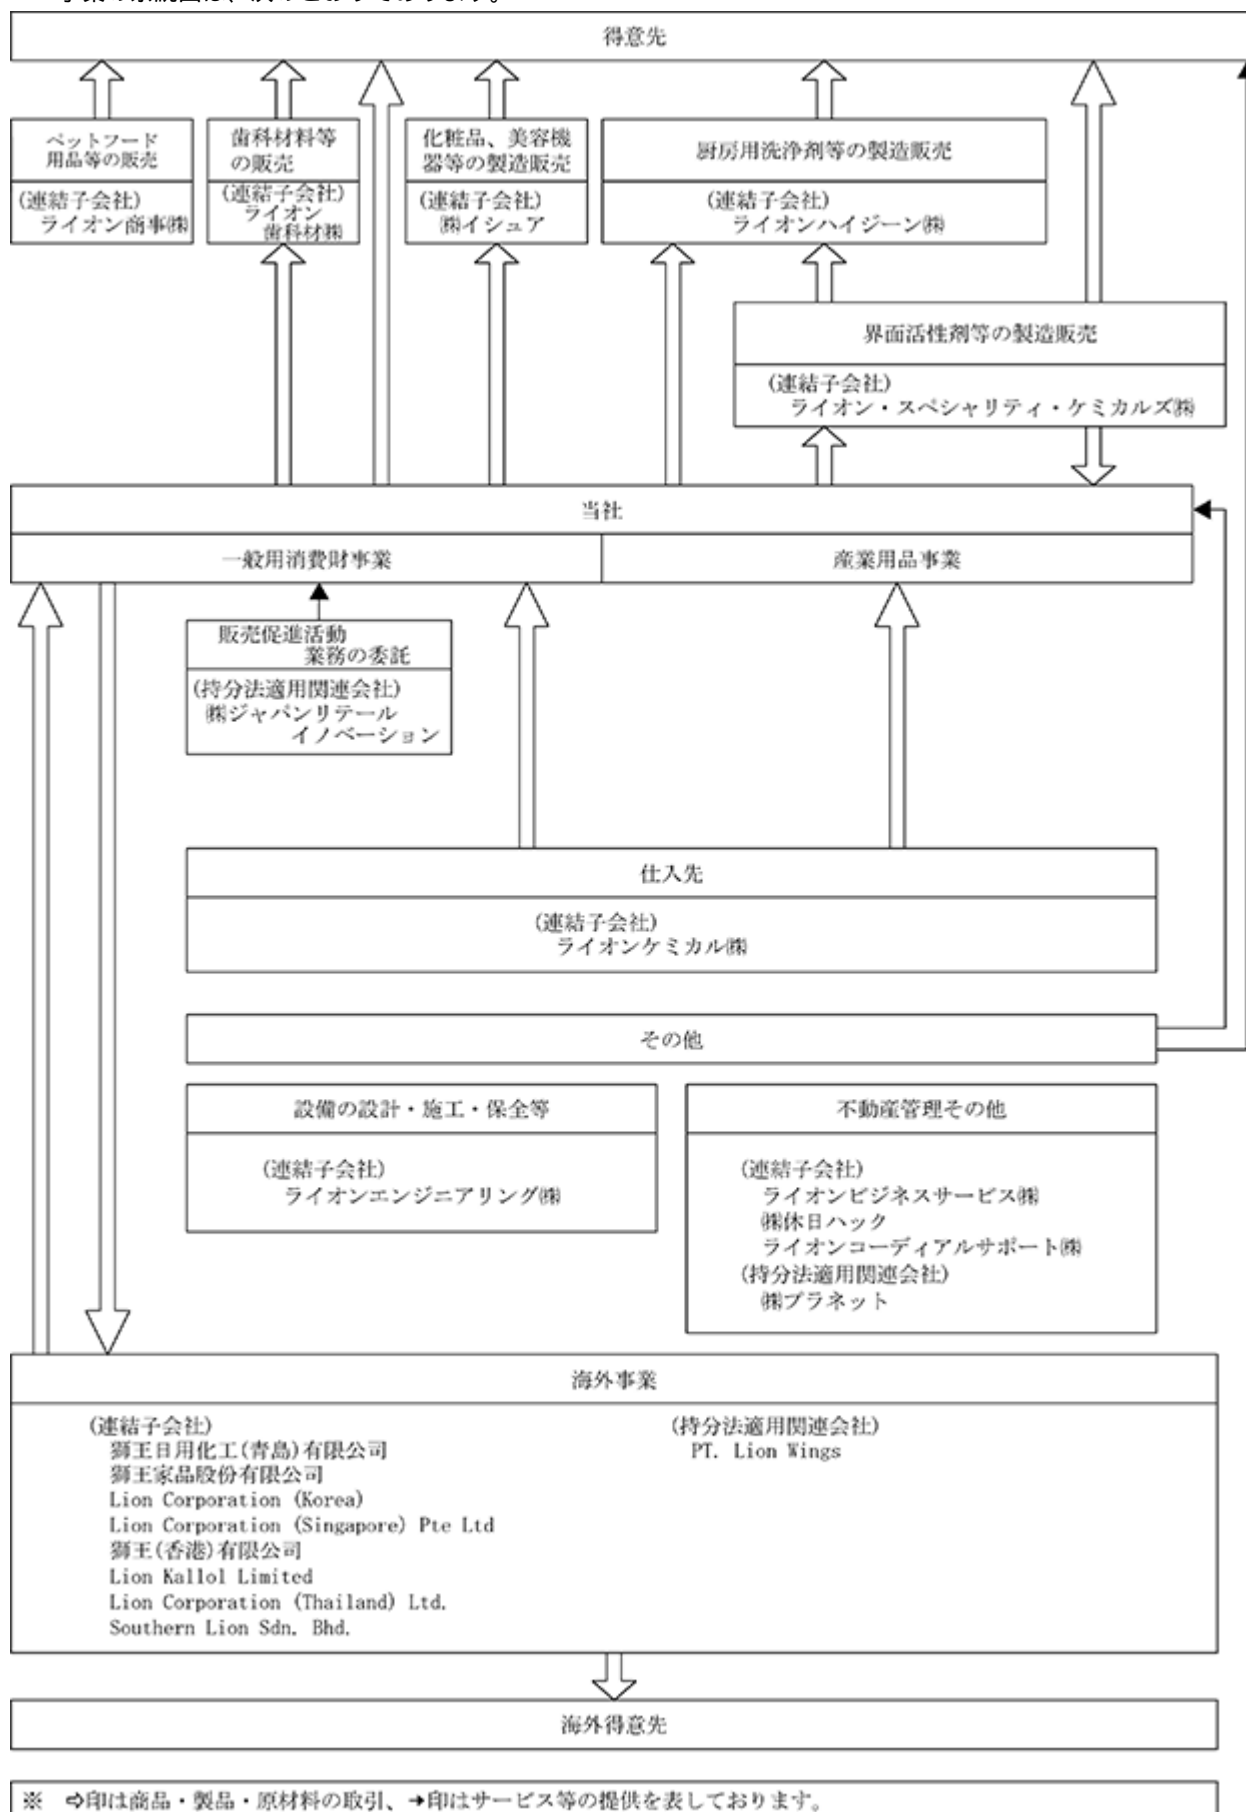 得意先
ペットフード
用品等の販売
(連結子会社)
ライオン商事㈱
歯科材料等
の販売
(連結子会社)
ライオン
歯科材㈱
化粧品、美容機
器等の製造販売
(連結子会社)
㈱イシュア
厨房用洗浄剤等の製造販売
(連結子会社)
ライオンハイジーン㈱
界面活性剤等の製造販売
(連結子会社)
ライオン・スペシャリティ・ケミカルズ㈱
当社
一般用消費財事業
産業用品事業
販売促進活動
業務の委託
(持分法適用関連会社)
㈱ジャパンリテール
イノベーション
仕入先
(連結子会社)
ライオンケミカル㈱
その他
設備の設計・施工・保全等
(連結子会社)
ライオンエンジニアリング㈱
不動産管理その他
(連結子会社)
ライオンビジネスサービス㈱
㈱休日ハック
ライオンコーディアルサポート㈱
(持分法適用関連会社)
㈱プラネット
海外事業
(連結子会社)
獅王日用化工(青島)有限公司
獅王家品股份有限公司
Lion Corporation (Korea)
Lion Corporation (Singapore) Pte Ltd
獅王(香港)有限公司
Lion Kallol Limited
Lion Corporation (Thailand) Ltd.
Southern Lion Sdn. Bhd.
(持分法適用関連会社)
PT. Lion Wings
海外得意先
※ ⇨印は商品・製品・原材料の取引、→印はサービス等の提供を表しております。